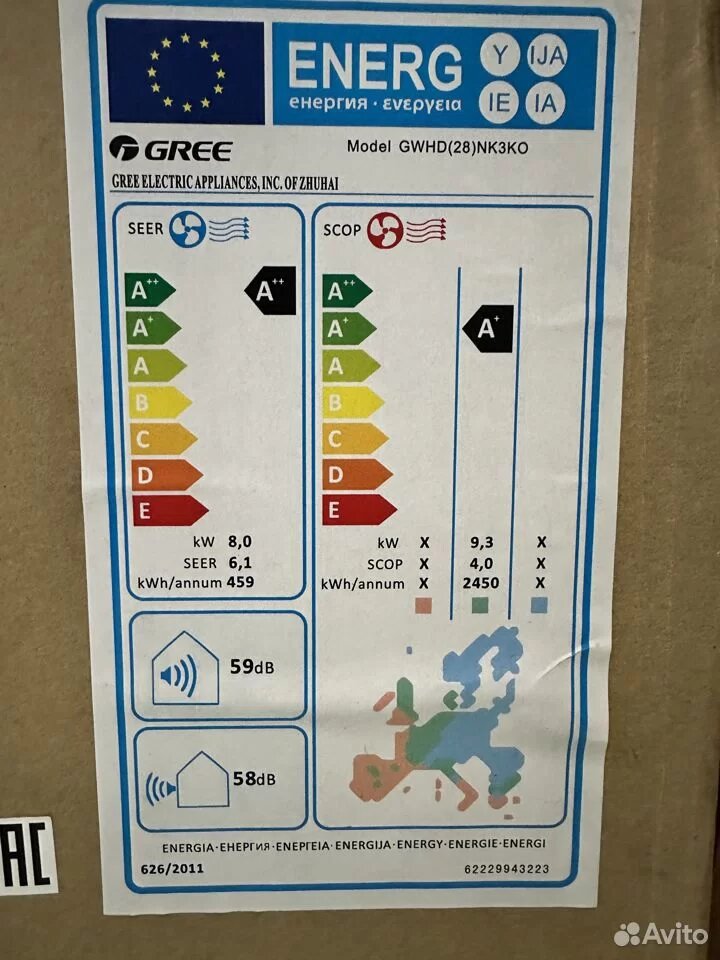 ENERG Y IJA
енергия · ενεργεια IE IA
GREE Model GWHD(28)NK3KO
GREE ELECTRIC APPLIANCES, INC. OF ZHUHAI
SEER
A++ A++
A+
A
B
C
D
E
kW 8,0
SEER 6,1
kWh/annum 459
SCOP
A++
A+ A+
A
B
C
D
E
kW X 9,3 X
SCOP X 4,0 X
kWh/annum X 2450 X
59dB
58dB
ENERGIA·ЕНЕРГИЯ·ΕΝΕΡΓΕΙΑ·ENERGIJA·ENERGY·ENERGIE·ENERGI
626/2011 62229943223
АС
Avito